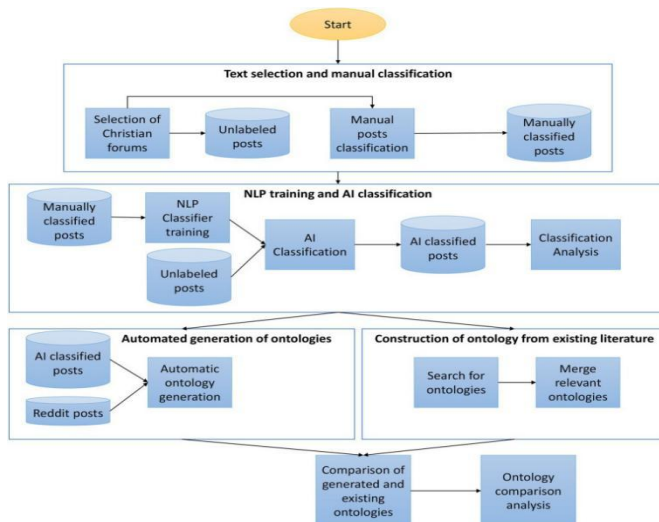 Start
Text selection and manual classification
Selection of
Christian
forums
Unlabeled
posts
Manual
posts
classification
Manually
classified
posts
NLP training and AI classification
Manually
classified
posts
NLP
Classifier
training
Unlabeled
posts
AI
Classification
AI classified
posts
Classification
Analysis
Automated generation of ontologies
AI classified
posts
Reddit posts
Automatic
ontology
generation
Construction of ontology from existing literature
Search for
ontologies
Merge
relevant
ontologies
Comparison of
generated and
existing
ontologies
Ontology
comparison
analysis